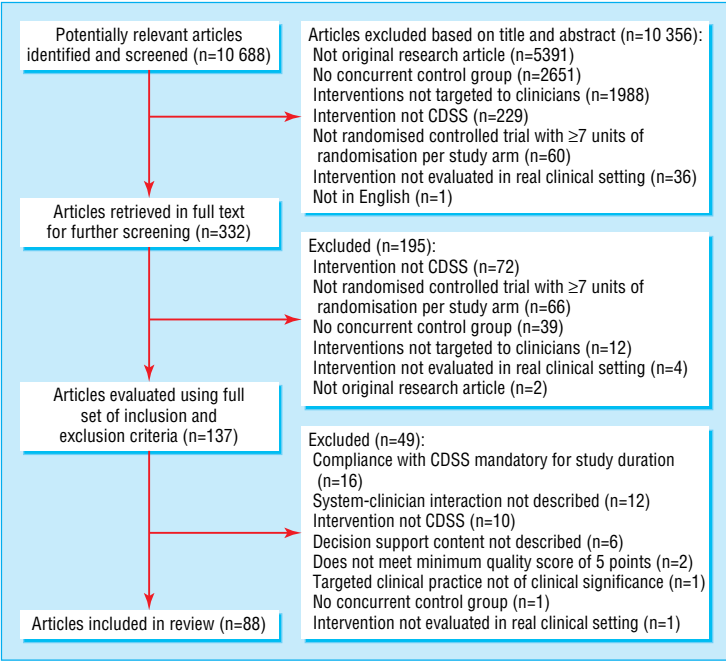 Potentially relevant articles
identified and screened (n=10 688)
Articles excluded based on title and abstract (n=10 356):
Not original research article (n=5391)
No concurrent control group (n=2651)
Interventions not targeted to clinicians (n=1988)
Intervention not CDSS (n=229)
Not randomised controlled trial with ≥7 units of
randomisation per study arm (n=60)
Intervention not evaluated in real clinical setting (n=36)
Not in English (n=1)
Articles retrieved in full text
for further screening (n=332)
Excluded (n=195):
Intervention not CDSS (n=72)
Not randomised controlled trial with ≥7 units of
randomisation per study arm (n=66)
No concurrent control group (n=39)
Interventions not targeted to clinicians (n=12)
Intervention not evaluated in real clinical setting (n=4)
Not original research article (n=2)
Articles evaluated using full
set of inclusion and
exclusion criteria (n=137)
Excluded (n=49):
Compliance with CDSS mandatory for study duration
(n=16)
System-clinician interaction not described (n=12)
Intervention not CDSS (n=10)
Decision support content not described (n=6)
Does not meet minimum quality score of 5 points (n=2)
Targeted clinical practice not of clinical significance (n=1)
No concurrent control group (n=1)
Intervention not evaluated in real clinical setting (n=1)
Articles included in review (n=88)